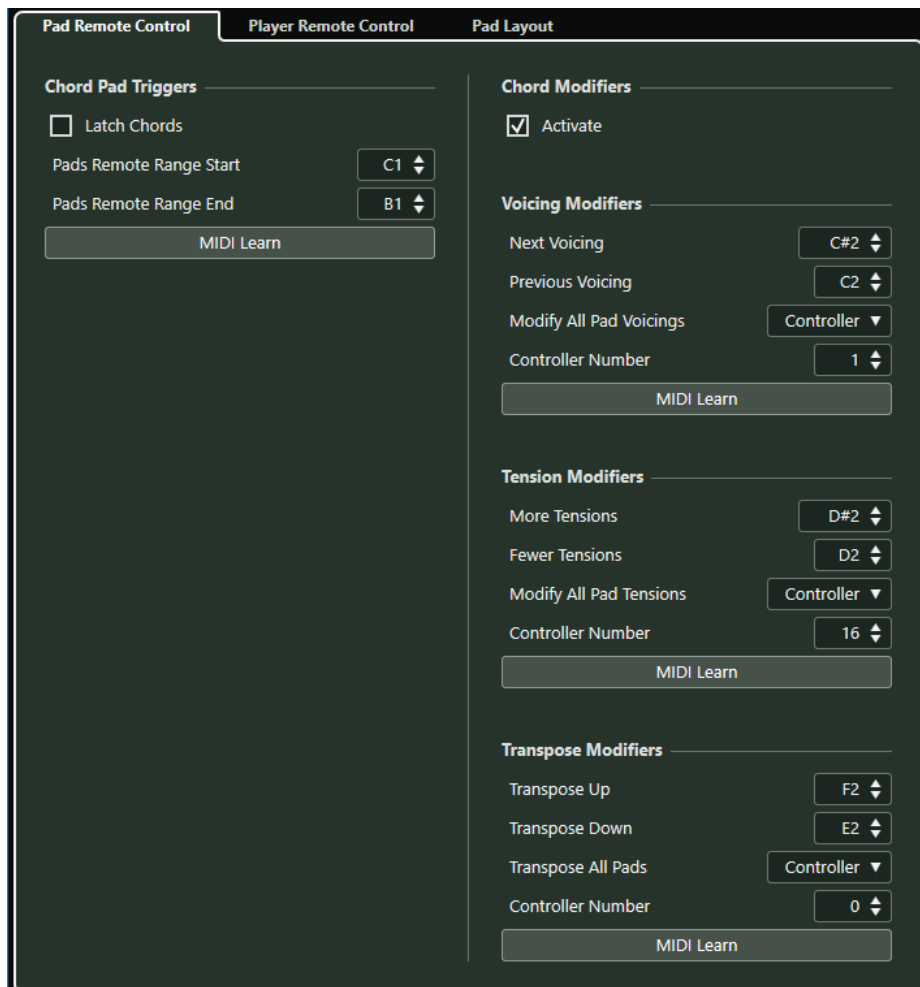 Pad Remote Control
Player Remote Control
Pad Layout
Chord Pad Triggers
Latch Chords
Pads Remote Range Start C1
Pads Remote Range End B1
MIDI Learn
Chord Modifiers
Activate
Voicing Modifiers
Next Voicing C#2
Previous Voicing C2
Modify All Pad Voicings Controller
Controller Number 1
MIDI Learn
Tension Modifiers
More Tensions D#2
Fewer Tensions D2
Modify All Pad Tensions Controller
Controller Number 16
MIDI Learn
Transpose Modifiers
Transpose Up F2
Transpose Down E2
Transpose All Pads Controller
Controller Number 0
MIDI Learn